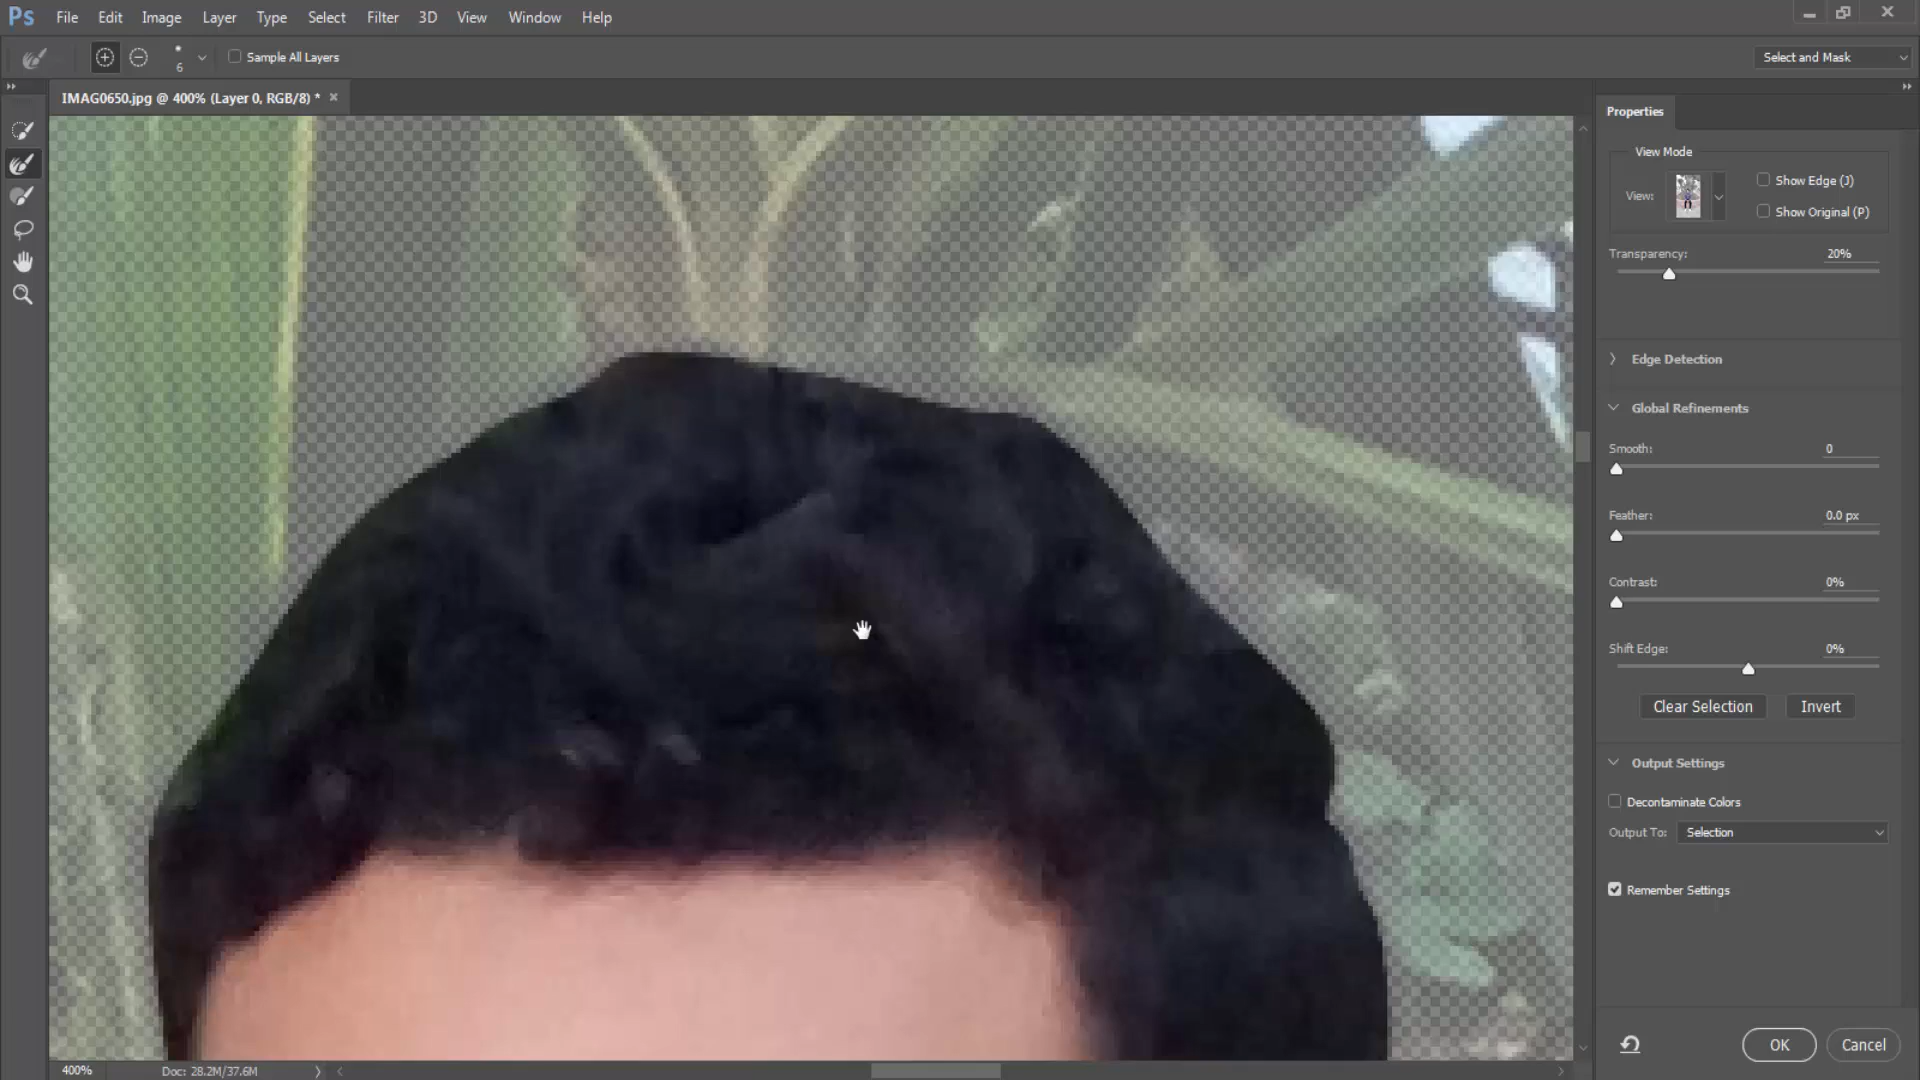 Ps File Edit Image Layer Type Select Filter 3D View Window Help
6 Sample All Layers Select and Mask
IMAG0650.jpg @ 400% (Layer 0, RGB/8) *
Properties
View Mode
View: Show Edge (J)
Show Original (P)
Transparency: 20%
Edge Detection
Global Refinements
Smooth: 0
Feather: 0.0 px
Contrast: 0%
Shift Edge: 0%
Clear Selection Invert
Output Settings
Decontaminate Colors
Output To: Selection
Remember Settings
OK Cancel
400% Doc: 28.2M/37.6M